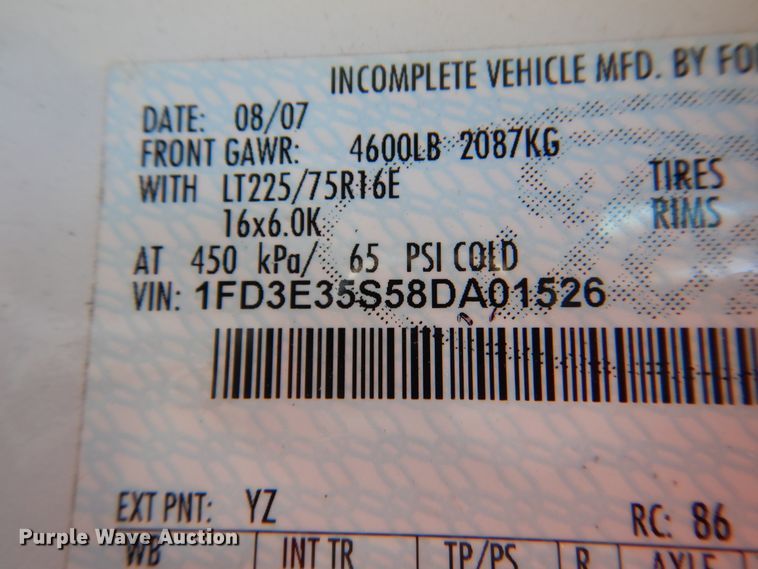 INCOMPLETE VEHICLE MFD. BY FO
DATE: 08/07
FRONT GAWR: 4600LB 2087KG
WITH LT225/75R16E TIRES
16x6.0K RIMS
AT 450 kPa/ 65 PSI COLD
VIN: 1FD3E35S58DA01526
EXT PNT: YZ RC: 86
WB INT TR TP/PS R AXLE
Purple Wave Auction